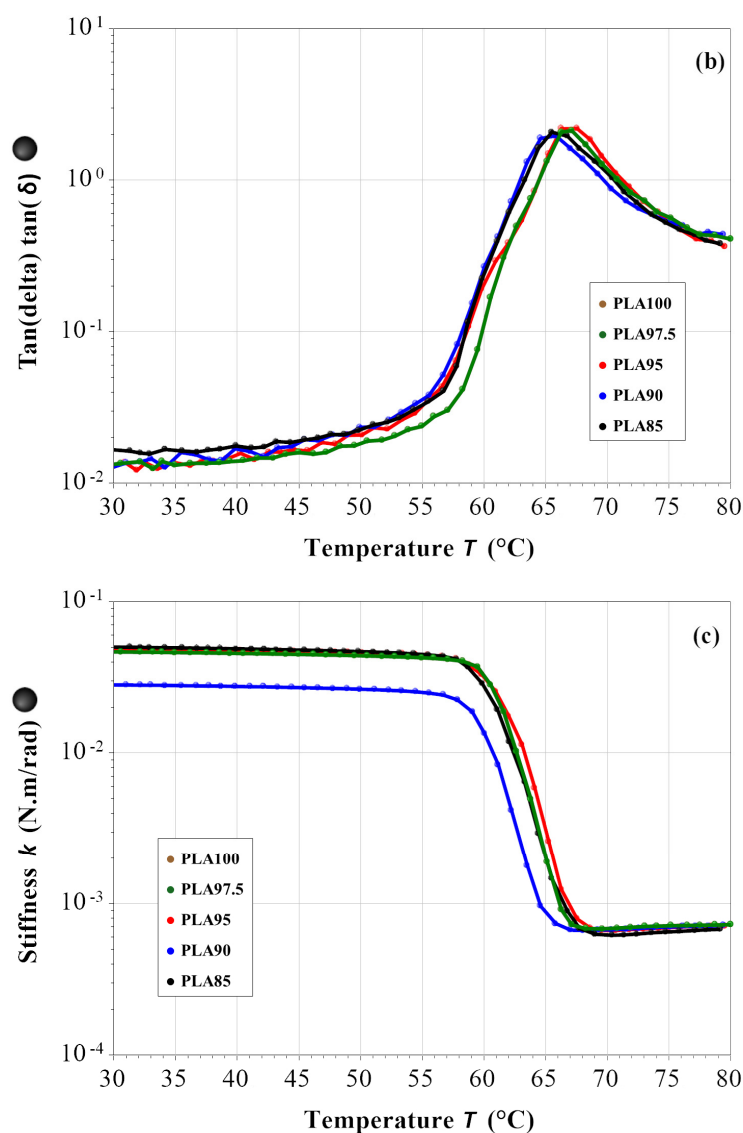 10^1
(b)
10^0
10^-1
10^-2
Tan(delta) tan( δ)
PLA100
PLA97.5
PLA95
PLA90
PLA85
30 35 40 45 50 55 60 65 70 75 80
Temperature T (°C)
10^-1
(c)
10^-2
10^-3
10^-4
Stiffness k (N.m/rad)
PLA100
PLA97.5
PLA95
PLA90
PLA85
30 35 40 45 50 55 60 65 70 75 80
Temperature T (°C)